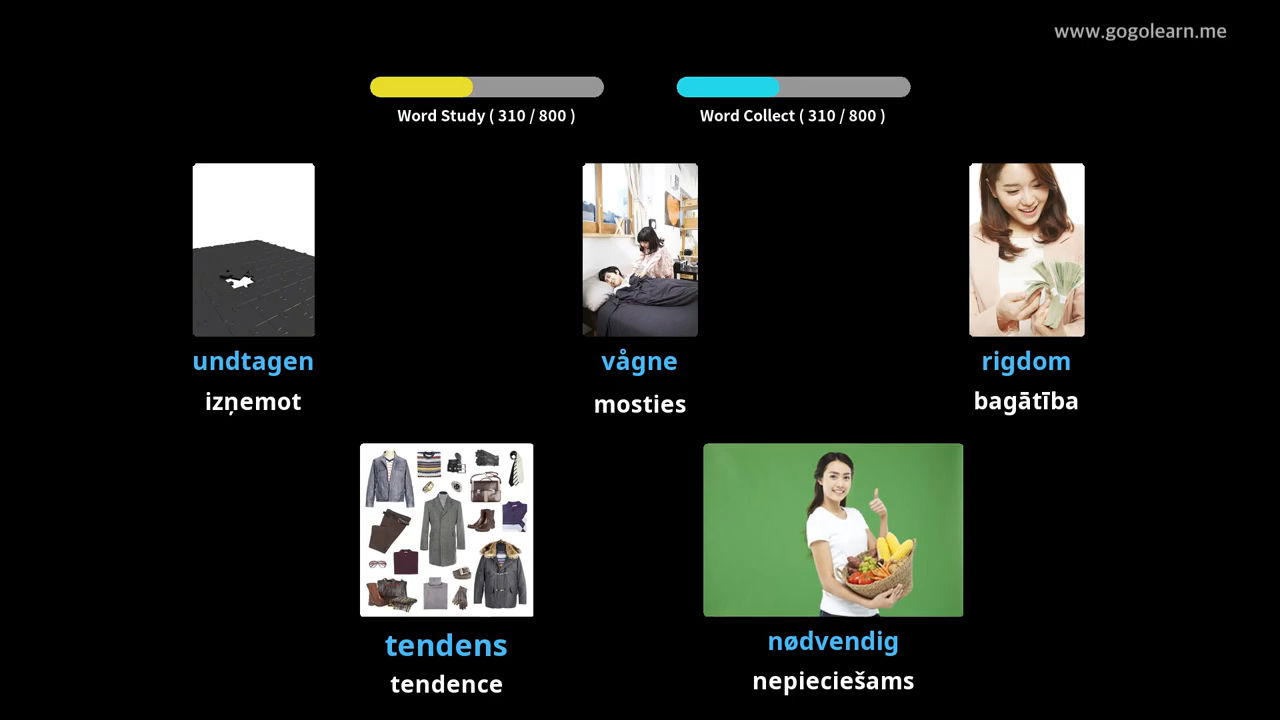 www.gogolearn.me
Word Study ( 310 / 800 )
Word Collect ( 310 / 800 )
undtagen
izņemot
vågne
mosties
rigdom
bagātība
tendens
tendence
nødvendig
nepieciešams